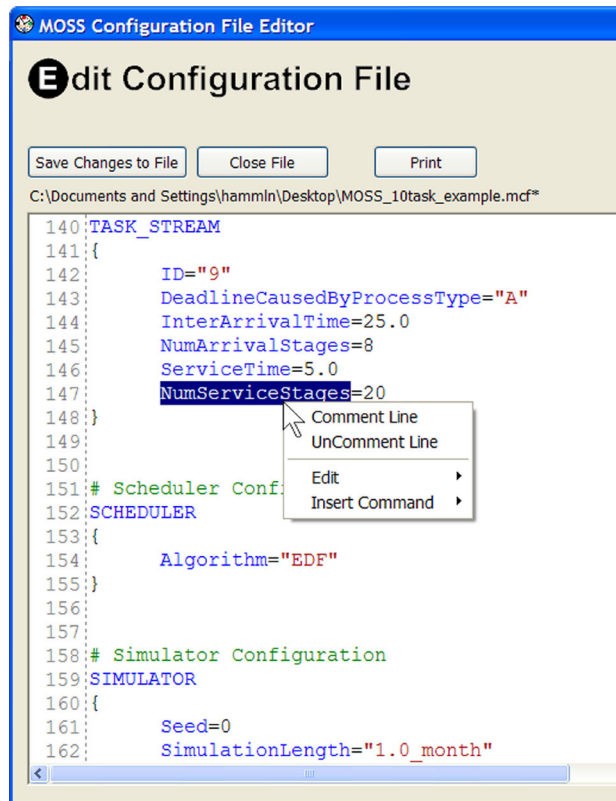 MOSS Configuration File Editor
Edit Configuration File
Save Changes to File Close File Print
C:\Documents and Settings\hammln\Desktop\MOSS_10task_example.mcf*
140 TASK_STREAM
141 {
142 ID="9"
143 DeadlineCausedByProcessType="A"
144 InterArrivalTime=25.0
145 NumArrivalStages=8
146 ServiceTime=5.0
147 NumServiceStages=20
148 }
Comment Line
149
UnComment Line
150
Edit
151 # Scheduler Conf
Insert Command
152 SCHEDULER
153 {
154 Algorithm="EDF"
155 }
156
157
158 # Simulator Configuration
159 SIMULATOR
160 {
161 Seed=0
162 SimulationLength="1.0_month"